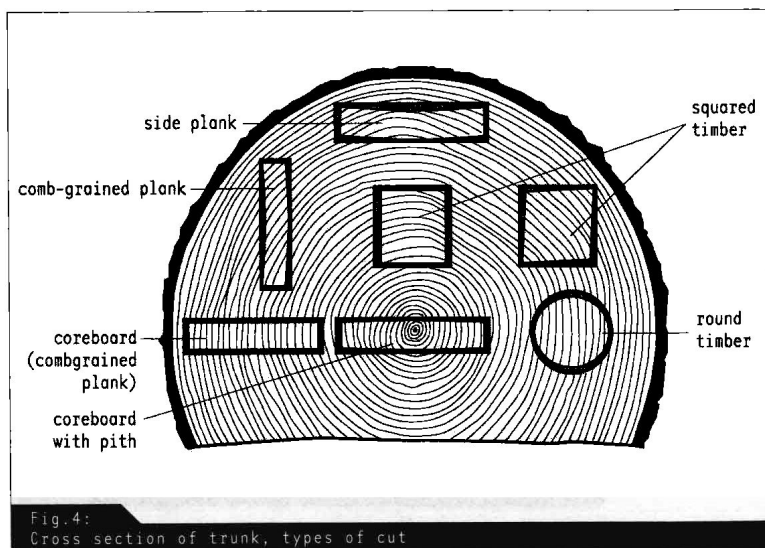 side plank
squared
timber
comb-grained plank
coreboard
(combgrained
plank)
round
timber
coreboard
with pith
Fig.4:
Cross section of trunk, types of cut